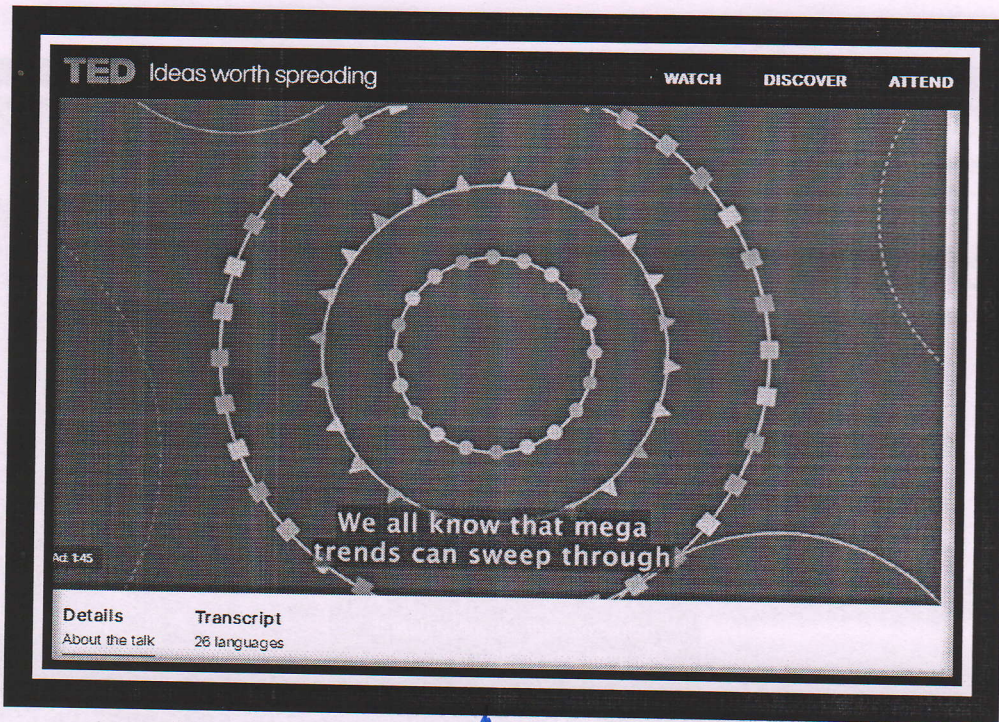 TED Ideas worth spreading
WATCH DISCOVER ATTEND
We all know that mega
trends can sweep through
Ad: 1:45
Details Transcript
About the talk 26 languages